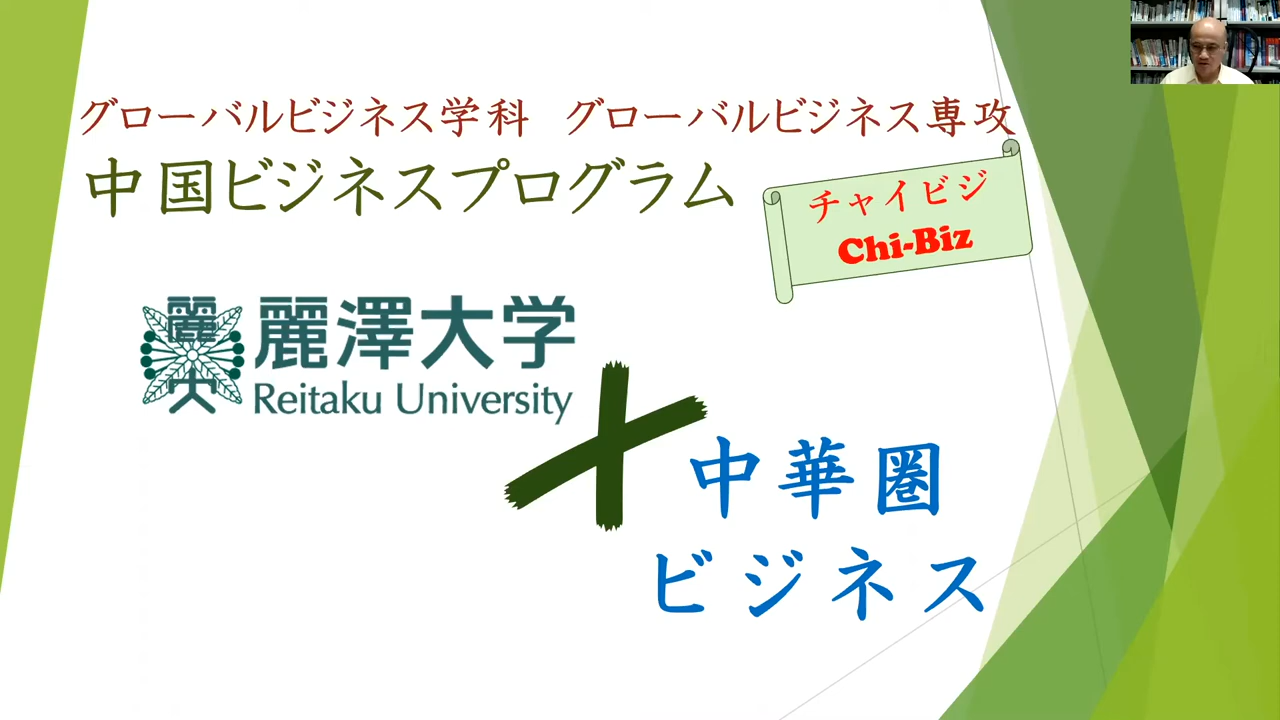 グローバルビジネス学科 グローバルビジネス専攻
中国ビジネスプログラム
チャイビジ
Chi-Biz
麗澤大学
Reitaku University
中華圏
ビジネス